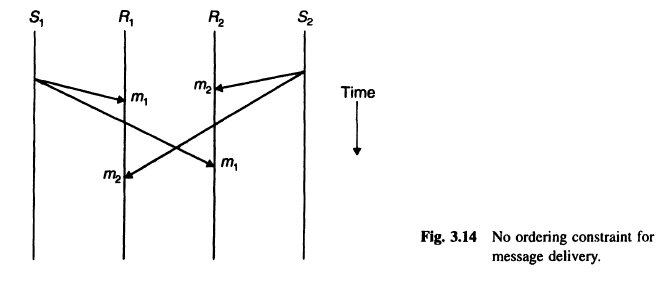 S1 R1 R2 S2
m2
m1
Time
m1
m2
Fig. 3.14 No ordering constraint for
message delivery.